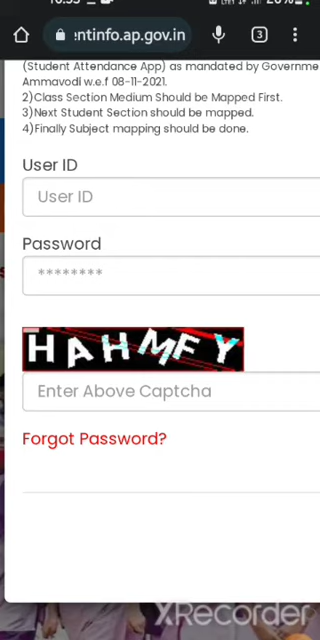 entinfo.ap.gov.in
3
(Student Attendance App) as mandated by Governme
Ammavodi w.e.f 08-11-2021.
2)Class Section Medium Should be Mapped First.
3)Next Student Section should be mapped.
4)Finally Subject mapping should be done.
User ID
User ID
Password
********
HAHMFY
Enter Above Captcha
Forgot Password?
XRecorder